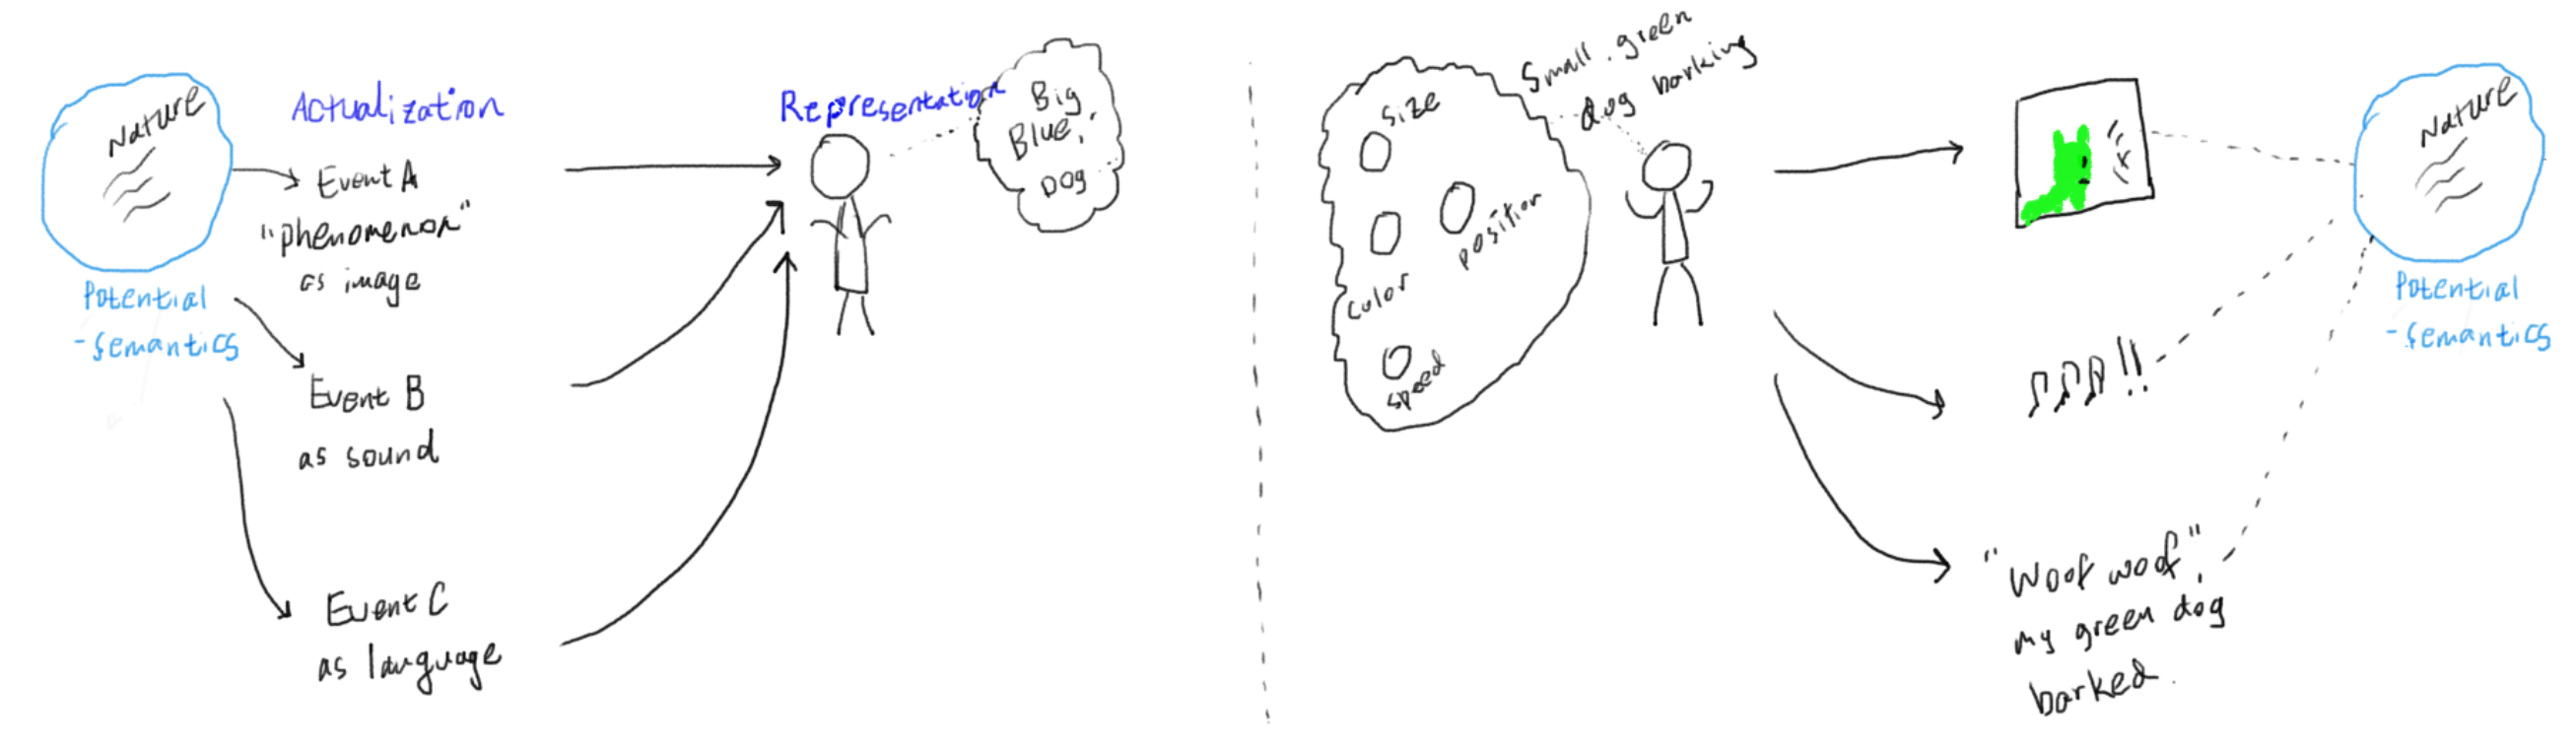 Nature
Potential
-Semantics
Actualization
Event A
"phenomenon"
as image
Event B
as sound
Event C
as language
Representation
Big
Blue,
Dog
size
color
position
speed
Small green
dog barking
"Woof woof",
my green dog
barked.
Nature
Potential
-Semantics